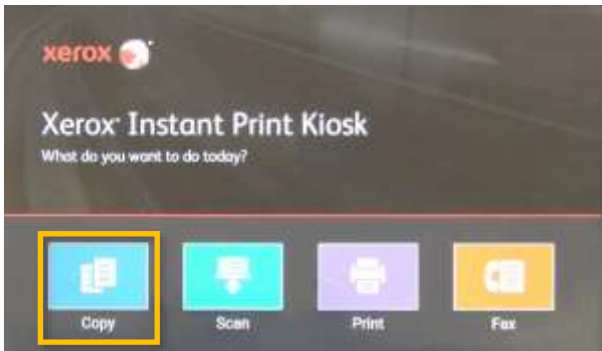 xerox
Xerox® Instant Print Kiosk
What do you want to do today?
Copy
Scan
Print
Fax